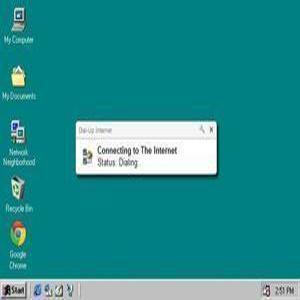 My Computer
My Documents
Network
Neighborhood
Recycle Bin
Google
Chrome
Dial-Up Internet
Connecting to The Internet
Status: Dialing
Start
2:51 PM